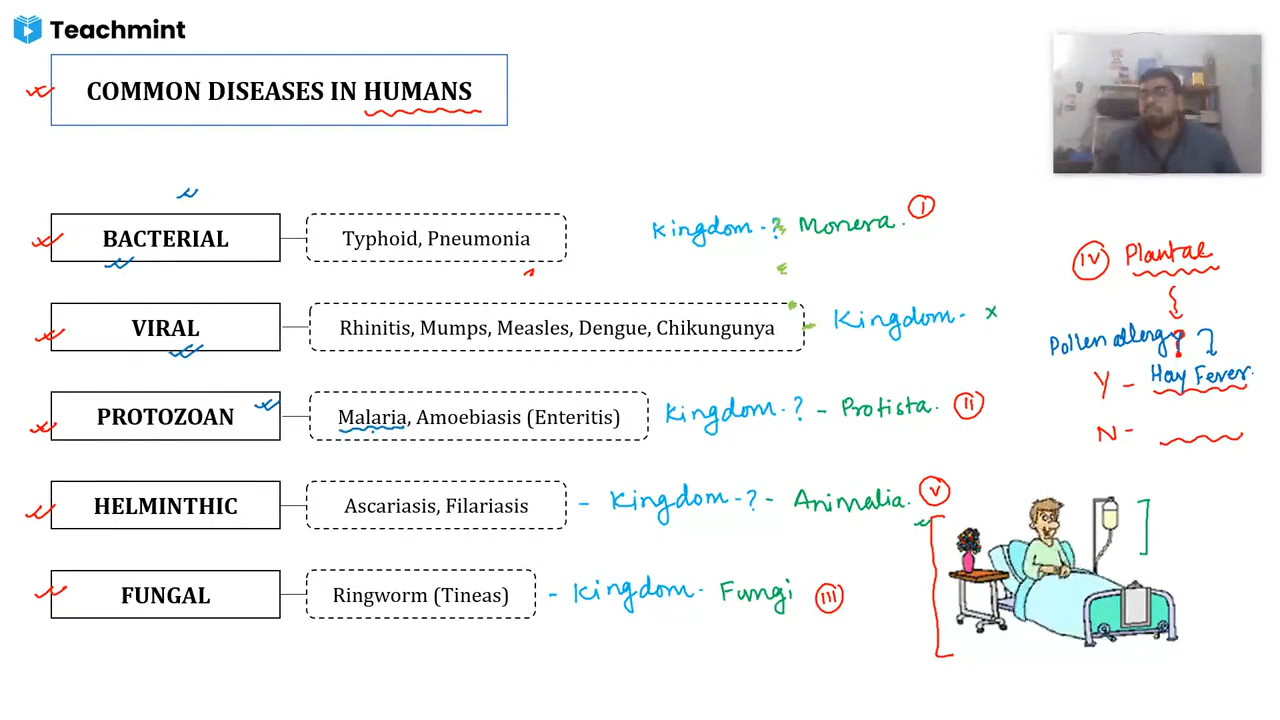 Teachmint
COMMON DISEASES IN HUMANS
BACTERIAL
Typhoid, Pneumonia
Kingdom - ? Monera. i
VIRAL
Rhinitis, Mumps, Measles, Dengue, Chikungunya
Kingdom - x
PROTOZOAN
Malaria, Amoebiasis (Enteritis)
Kingdom - ? - Protista. ii
HELMINTHIC
Ascariasis, Filariasis
- Kingdom - ? - Animalia. v
FUNGAL
Ringworm (Tineas)
- Kingdom - Fungi iii
iv Plantae
?
Pollen allergy
Y - Hay Fever.
N -